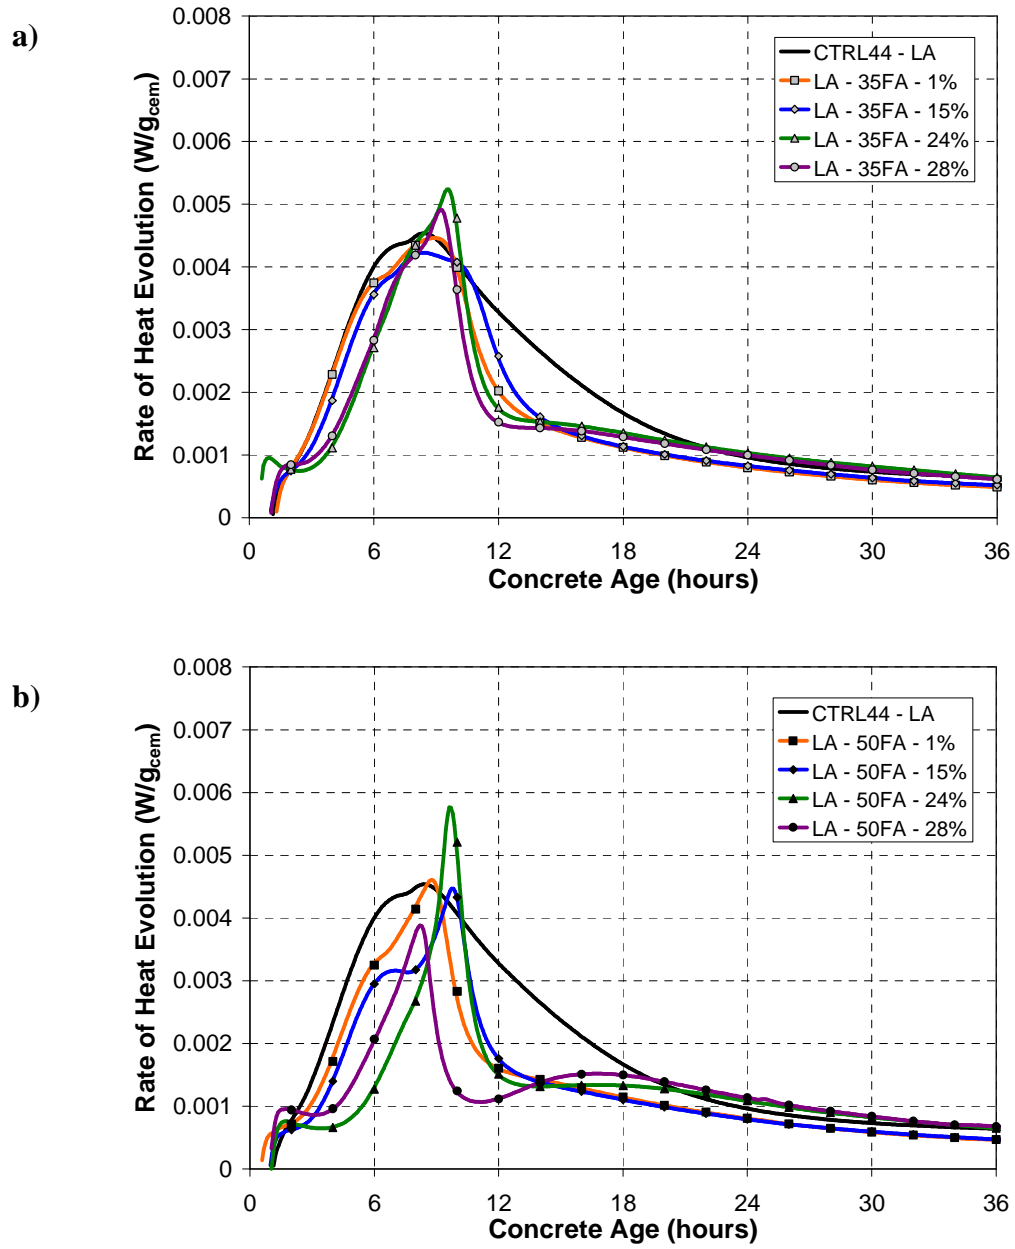 a)
0.008
0.007
0.006
0.005
0.004
0.003
0.002
0.001
0
Rate of Heat Evolution (W/gcem)
CTRL44 - LA
LA - 35FA - 1%
LA - 35FA - 15%
LA - 35FA - 24%
LA - 35FA - 28%
0 6 12 18 24 30 36
Concrete Age (hours)
b)
0.008
0.007
0.006
0.005
0.004
0.003
0.002
0.001
0
Rate of Heat Evolution (W/gcem)
CTRL44 - LA
LA - 50FA - 1%
LA - 50FA - 15%
LA - 50FA - 24%
LA - 50FA - 28%
0 6 12 18 24 30 36
Concrete Age (hours)